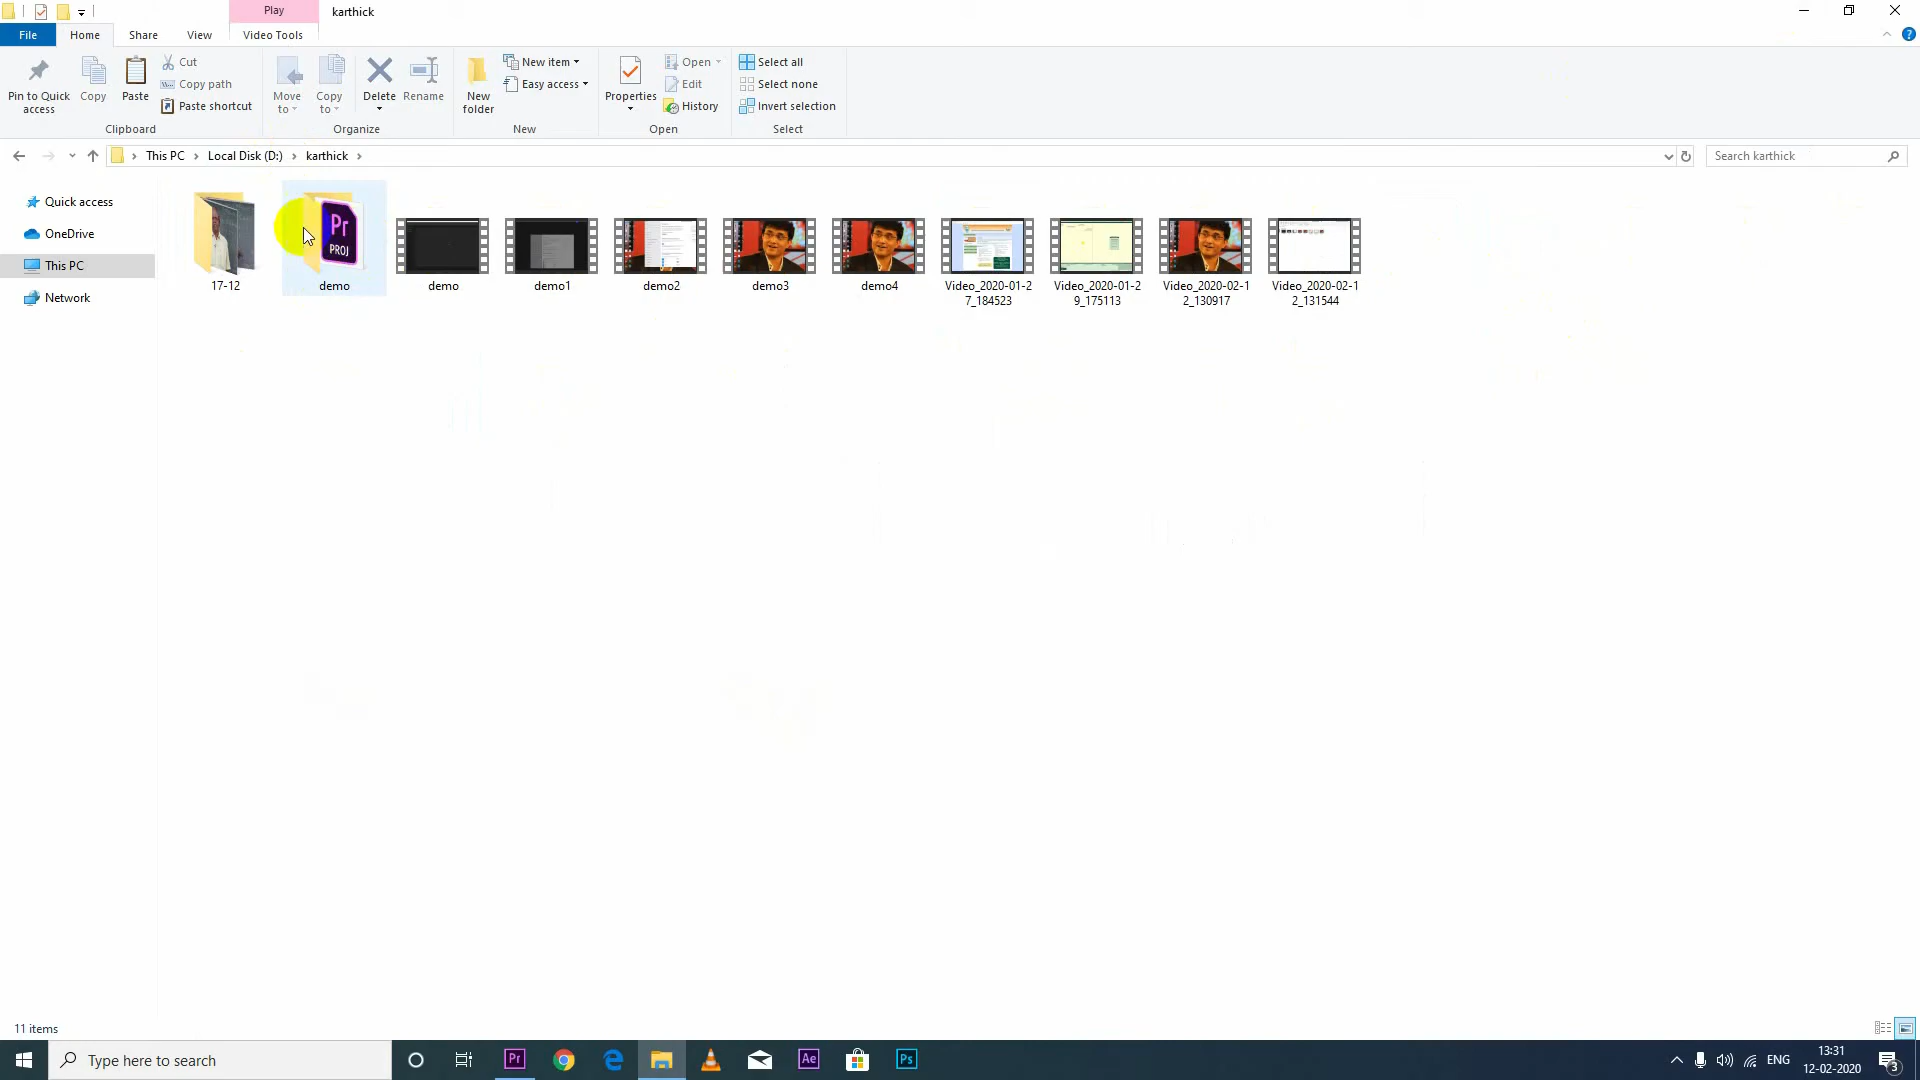 Play
karthick
File
Home
Share
View
Video Tools
Pin to Quick
access
Copy
Paste
Cut
Copy path
Paste shortcut
Clipboard
Move
to
Copy
to
Delete
Rename
Organize
New
folder
New item
Easy access
New
Properties
Open
Edit
History
Open
Select all
Select none
Invert selection
Select
This PC
Local Disk (D:)
karthick
Search karthick
Quick access
OneDrive
This PC
Network
17-12
Pr
PROJ
demo
demo
demo1
demo2
demo3
demo4
Video_2020-01-2
7_184523
Video_2020-01-2
9_175113
Video_2020-02-1
2_130917
Video_2020-02-1
2_131544
11 items
Type here to search
Pr
Ae
Ps
ENG
13:31
12-02-2020
3